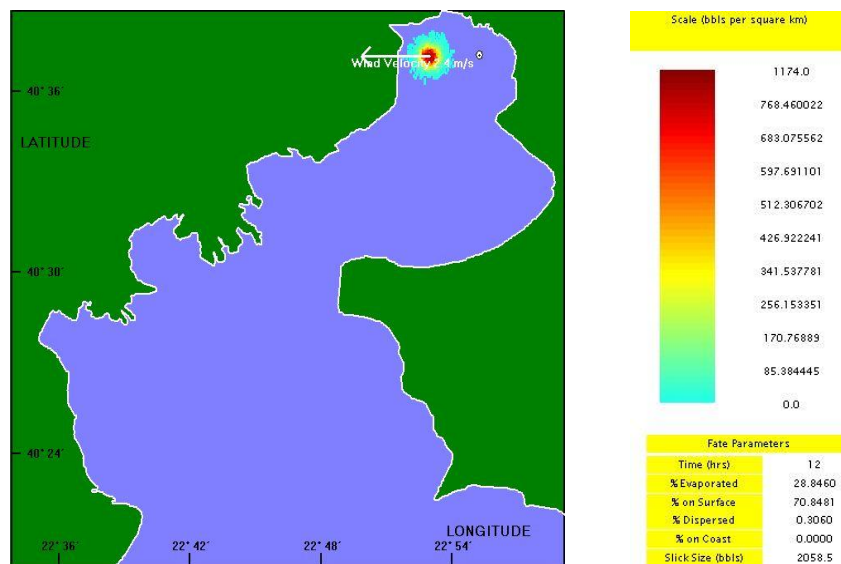 Wind Velocity 2.4 m/s
40° 36'
LATITUDE
40° 30'
40° 24'
LONGITUDE
22° 36'
22° 42'
22° 48'
22° 54'
Scale (bbls per square km)
1174.0
768.460022
683.075562
597.691101
512.306702
426.922241
341.537781
256.153351
170.76889
85.384445
0.0
Fate Parameters
Time (hrs) 12
% Evaporated 28.8460
% on Surface 70.8481
% Dispersed 0.3060
% on Coast 0.0000
Slick Size (bbls) 2058.5